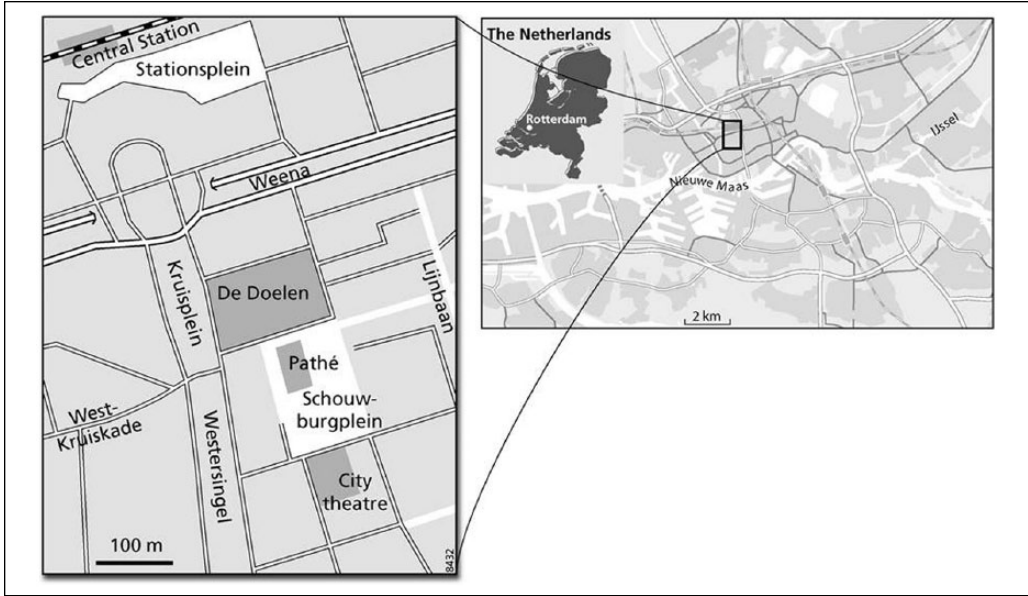 Central Station
Stationsplein
Weena
Kruisplein
De Doelen
Lijnbaan
Pathé
Schouw-
burgplein
West-
Kruiskade
Westersingel
City
theatre
100 m
8432
The Netherlands
Rotterdam
IJssel
Nieuwe Maas
2 km